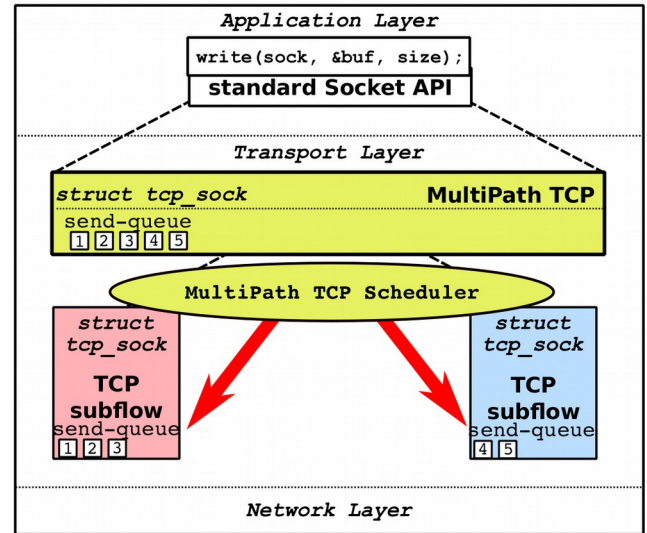 Application Layer
write(sock, &buf, size);
standard Socket API
Transport Layer
struct tcp_sock MultiPath TCP
send-queue
1 2 3 4 5
MultiPath TCP Scheduler
struct
tcp_sock
TCP
subflow
send-queue
1 2 3
struct
tcp_sock
TCP
subflow
send-queue
4 5
Network Layer